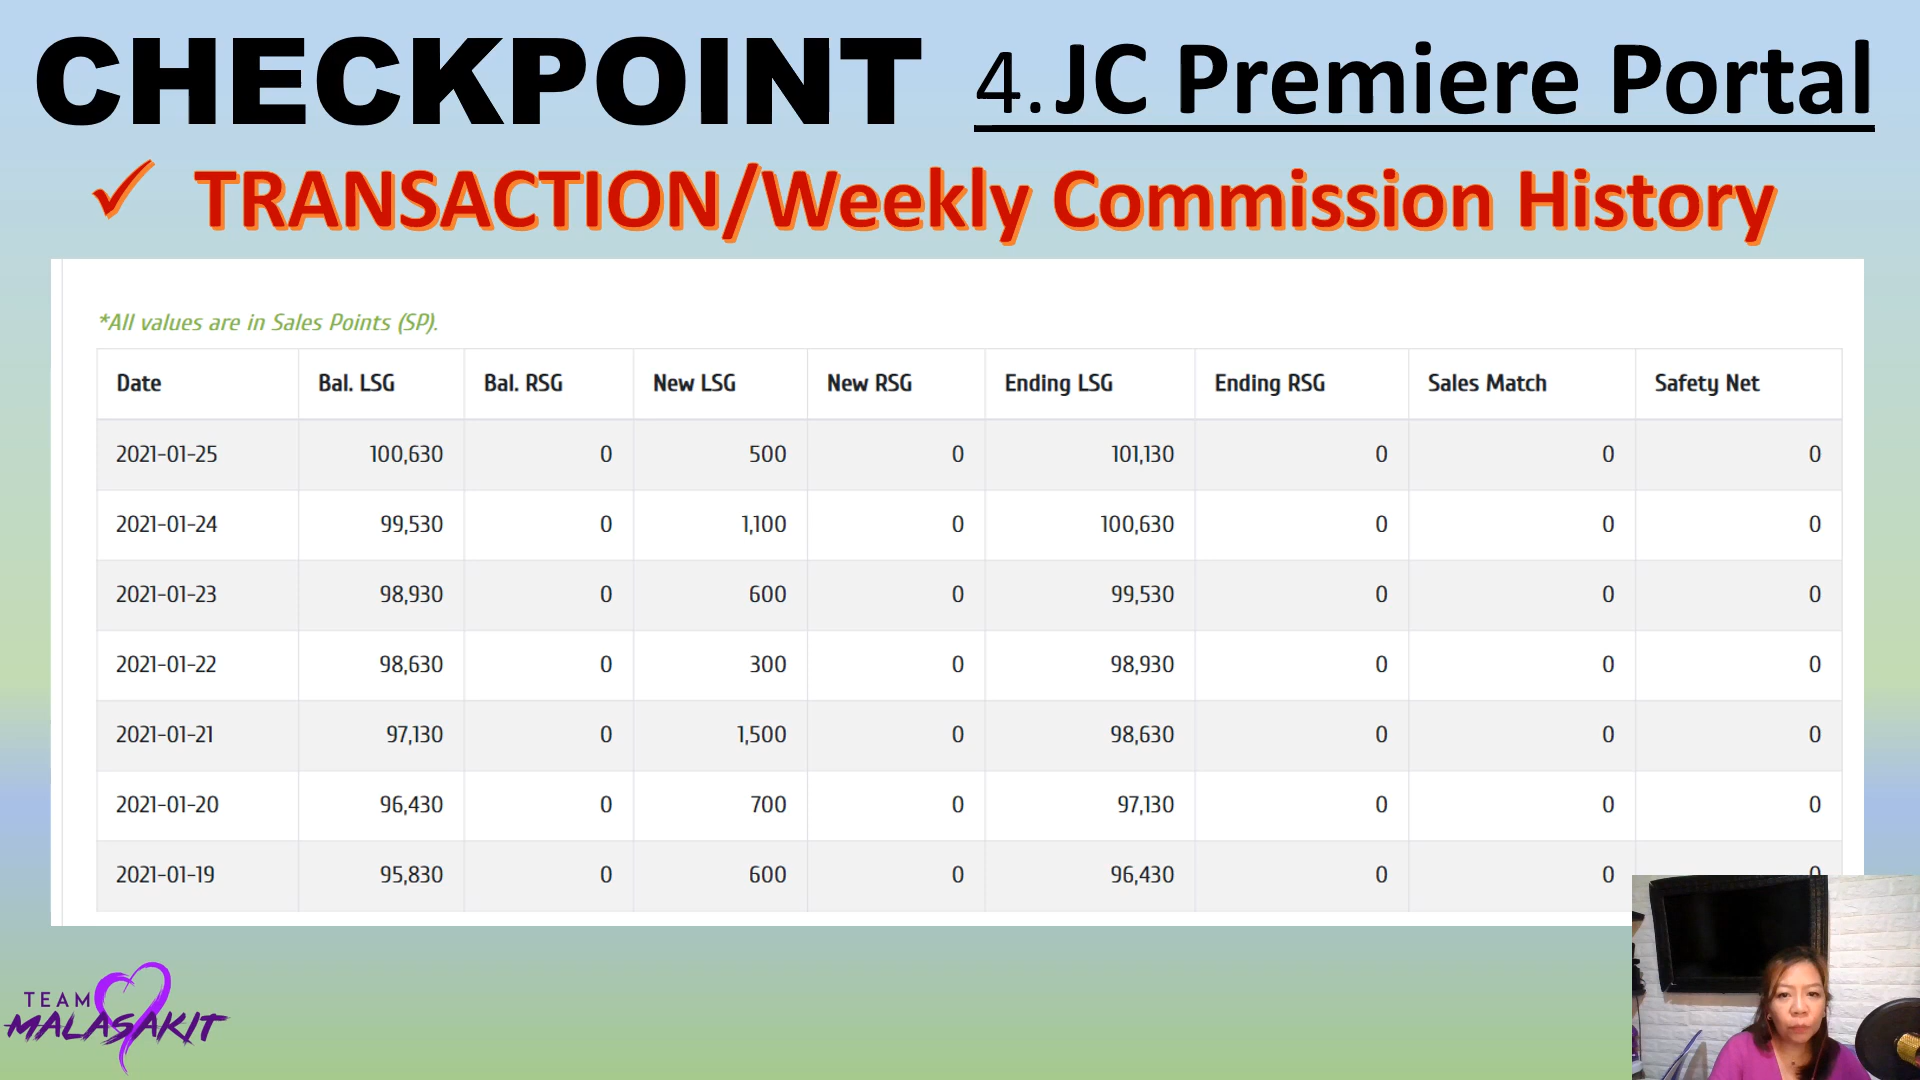 CHECKPOINT 4. JC Premiere Portal
✓ TRANSACTION/Weekly Commission History
*All values are in Sales Points (SP).
Date Bal. LSG Bal. RSG New LSG New RSG Ending LSG Ending RSG Sales Match Safety Net
2021-01-25 100,630 0 500 0 101,130 0 0 0
2021-01-24 99,530 0 1,100 0 100,630 0 0 0
2021-01-23 98,930 0 600 0 99,530 0 0 0
2021-01-22 98,630 0 300 0 98,930 0 0 0
2021-01-21 97,130 0 1,500 0 98,630 0 0 0
2021-01-20 96,430 0 700 0 97,130 0 0 0
2021-01-19 95,830 0 600 0 96,430 0 0 0
TEAM
MALASAKIT